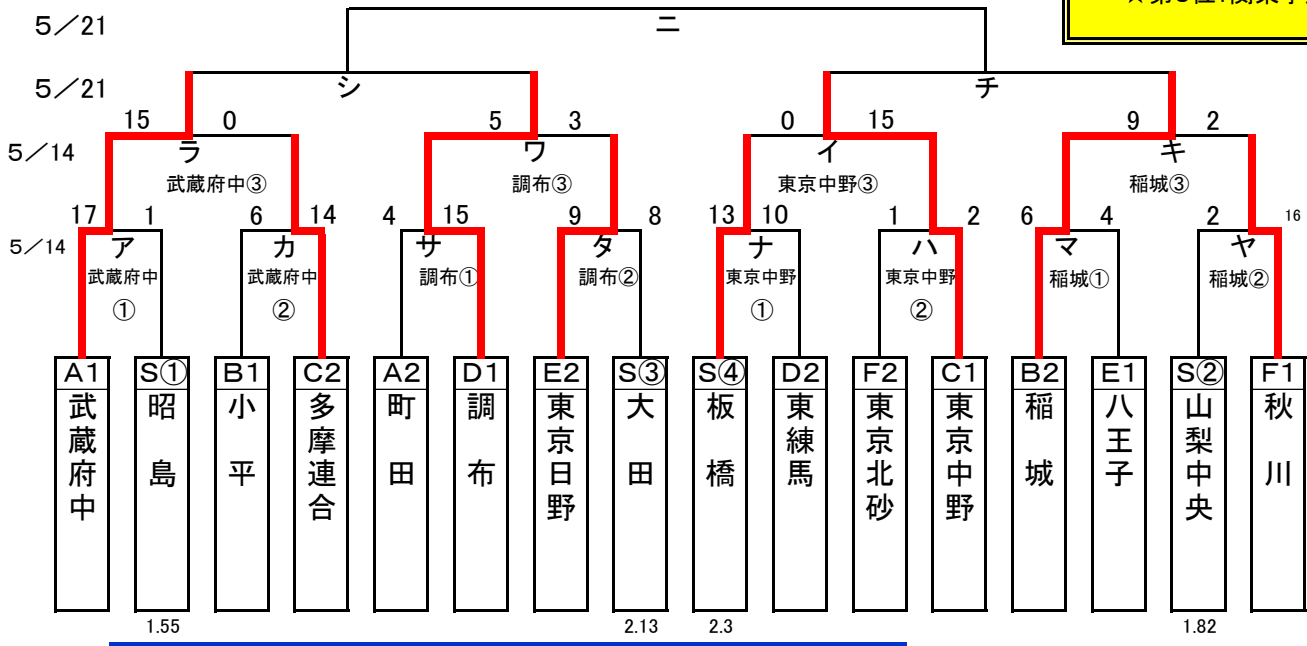 5/21 ニ
5/21 シ チ
15 0 5 3 0 15 9 2
5/14 ラ ワ イ キ
武蔵府中③ 調布③ 東京中野③ 稲城③
17 1 6 14 4 15 9 8 13 10 1 2 6 4 2 16
5/14 ア カ サ タ ナ ハ マ ヤ
武蔵府中 武蔵府中 調布① 調布② 東京中野 東京中野 稲城① 稲城②
① ② ① ②
A1 S① B1 C2 A2 D1 E2 S③ S④ D2 F2 C1 B2 E1 S② F1
武蔵府中
昭島
小平
多摩連合
町田
調布
東京日野
大田
板橋
東練馬
東京北砂
東京中野
稲城
八王子
山梨中央
秋川
1.55 2.13 2.3 1.82